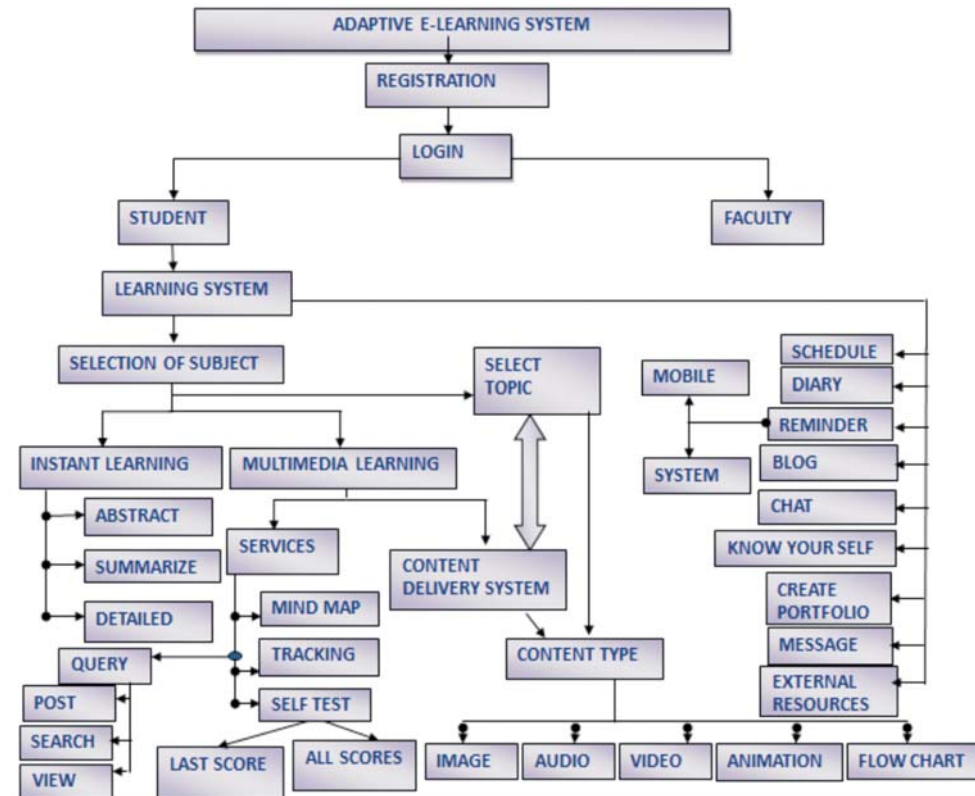 ADAPTIVE E-LEARNING SYSTEM
REGISTRATION
LOGIN
STUDENT
FACULTY
LEARNING SYSTEM
SELECTION OF SUBJECT
SELECT
TOPIC
MOBILE
SYSTEM
SCHEDULE
DIARY
REMINDER
BLOG
CHAT
KNOW YOUR SELF
CREATE
PORTFOLIO
MESSAGE
EXTERNAL
RESOURCES
INSTANT LEARNING
MULTIMEDIA LEARNING
ABSTRACT
SUMMARIZE
DETAILED
SERVICES
CONTENT
DELIVERY SYSTEM
MIND MAP
TRACKING
SELF TEST
QUERY
POST
SEARCH
VIEW
LAST SCORE
ALL SCORES
CONTENT TYPE
IMAGE
AUDIO
VIDEO
ANIMATION
FLOW CHART